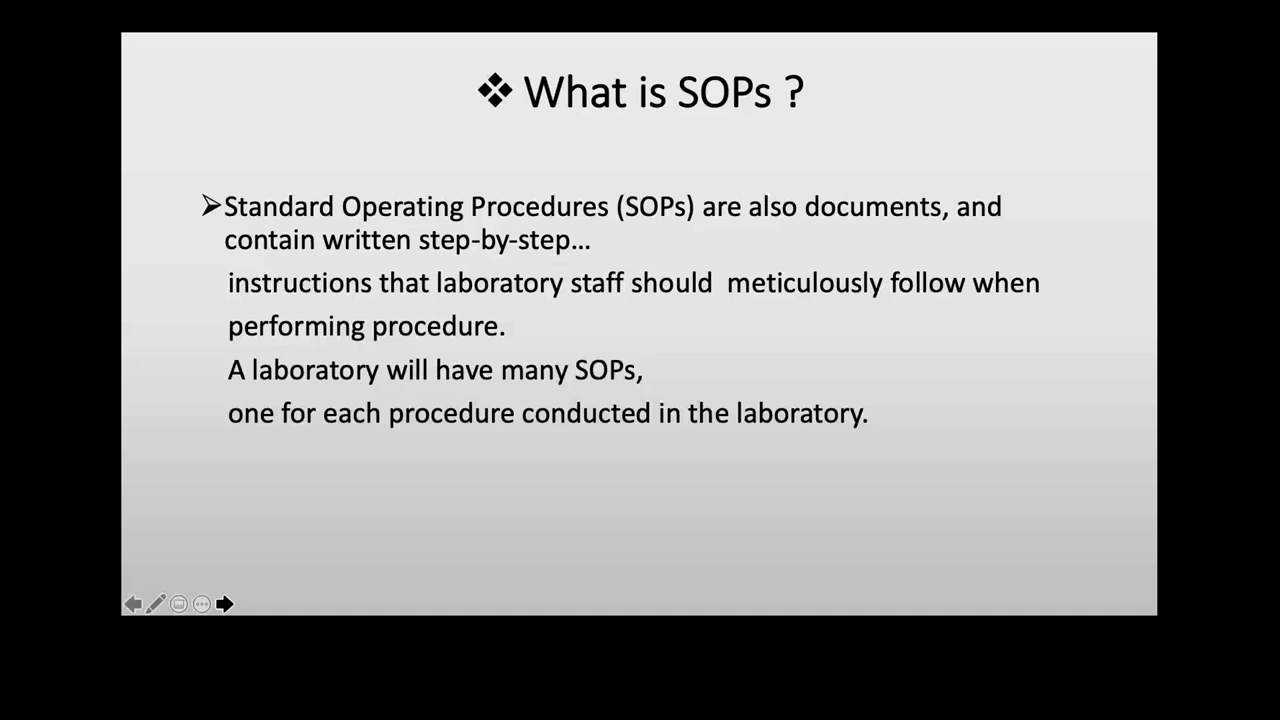 ❖ What is SOPs ?
➢Standard Operating Procedures (SOPs) are also documents, and
contain written step-by-step...
instructions that laboratory staff should  meticulously follow when
performing procedure.
A laboratory will have many SOPs,
one for each procedure conducted in the laboratory.